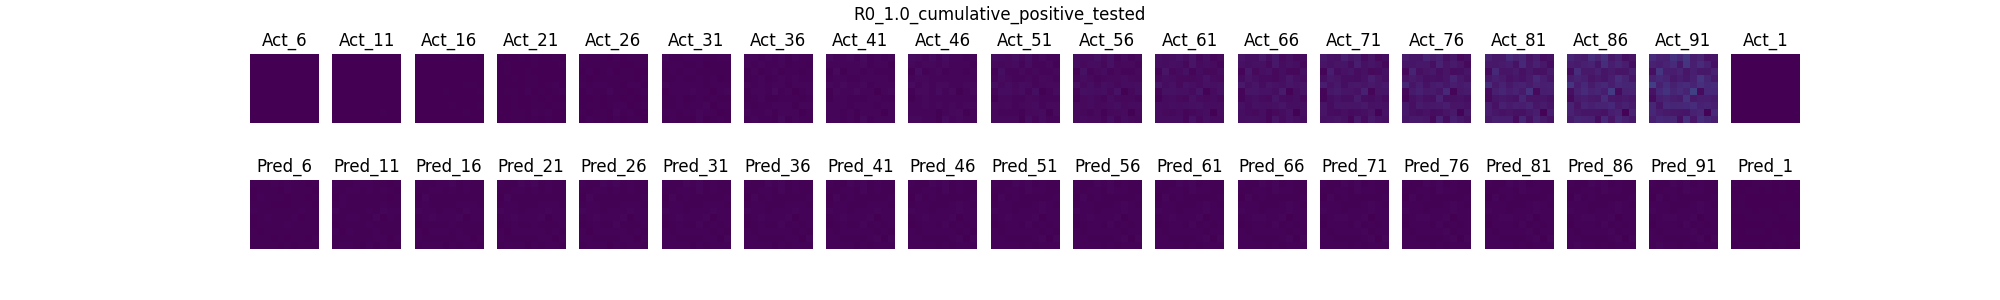 R0_1.0_cumulative_positive_tested
Act_6 Act_11 Act_16 Act_21 Act_26 Act_31 Act_36 Act_41 Act_46 Act_51 Act_56 Act_61 Act_66 Act_71 Act_76 Act_81 Act_86 Act_91 Act_1
Pred_6 Pred_11 Pred_16 Pred_21 Pred_26 Pred_31 Pred_36 Pred_41 Pred_46 Pred_51 Pred_56 Pred_61 Pred_66 Pred_71 Pred_76 Pred_81 Pred_86 Pred_91 Pred_1